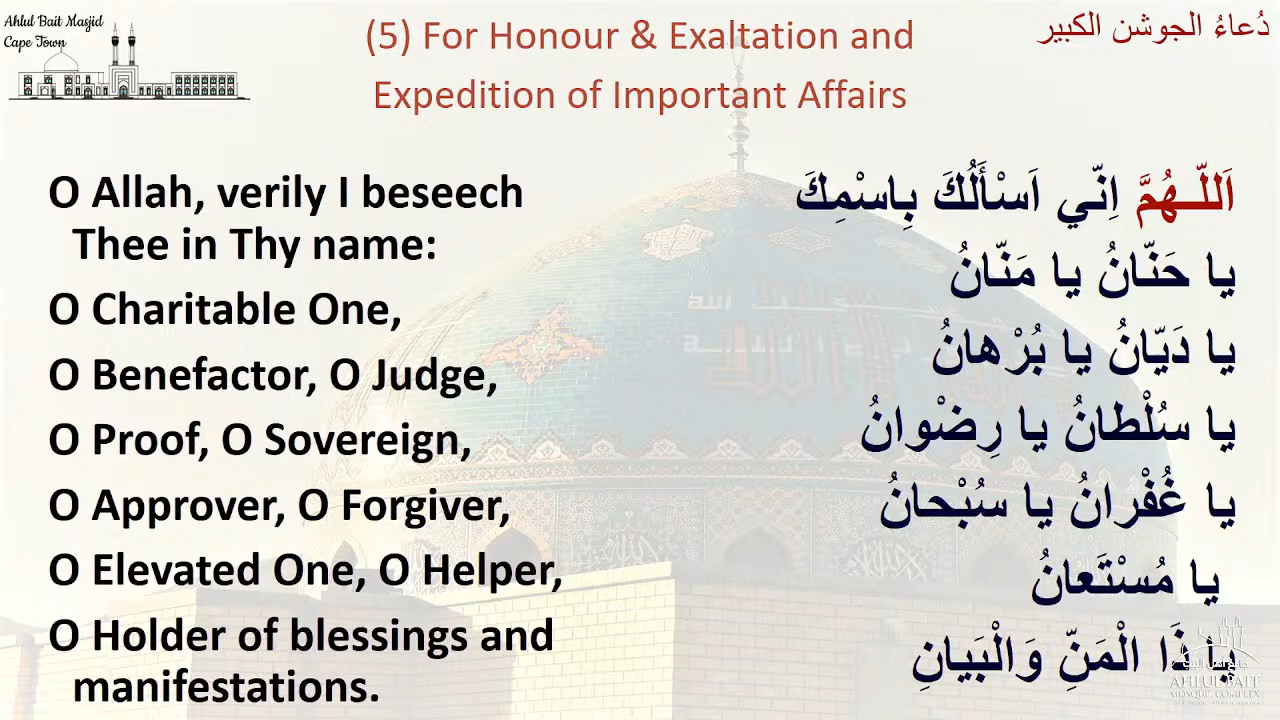 Ahlul Bait Masjid
Cape Town
(5) For Honour & Exaltation and
Expedition of Important Affairs
دُعاءُ الجوشن الكبير
O Allah, verily I beseech
Thee in Thy name:
O Charitable One,
O Benefactor, O Judge,
O Proof, O Sovereign,
O Approver, O Forgiver,
O Elevated One, O Helper,
O Holder of blessings and
manifestations.
اَللّـهُمَّ اِنّي اَسْأَلُكَ بِاسْمِكَ
يا حَنّانُ يا مَنّانُ
يا دَيّانُ يا بُرْهانُ
يا سُلْطانُ يا رِضْوانُ
يا غُفْرانُ يا سُبْحانُ
يا مُسْتَعانُ
يا ذَا الْمَنِّ وَالْبَيانِ
AHLUL BAIT
MOSQUE COMPLEX